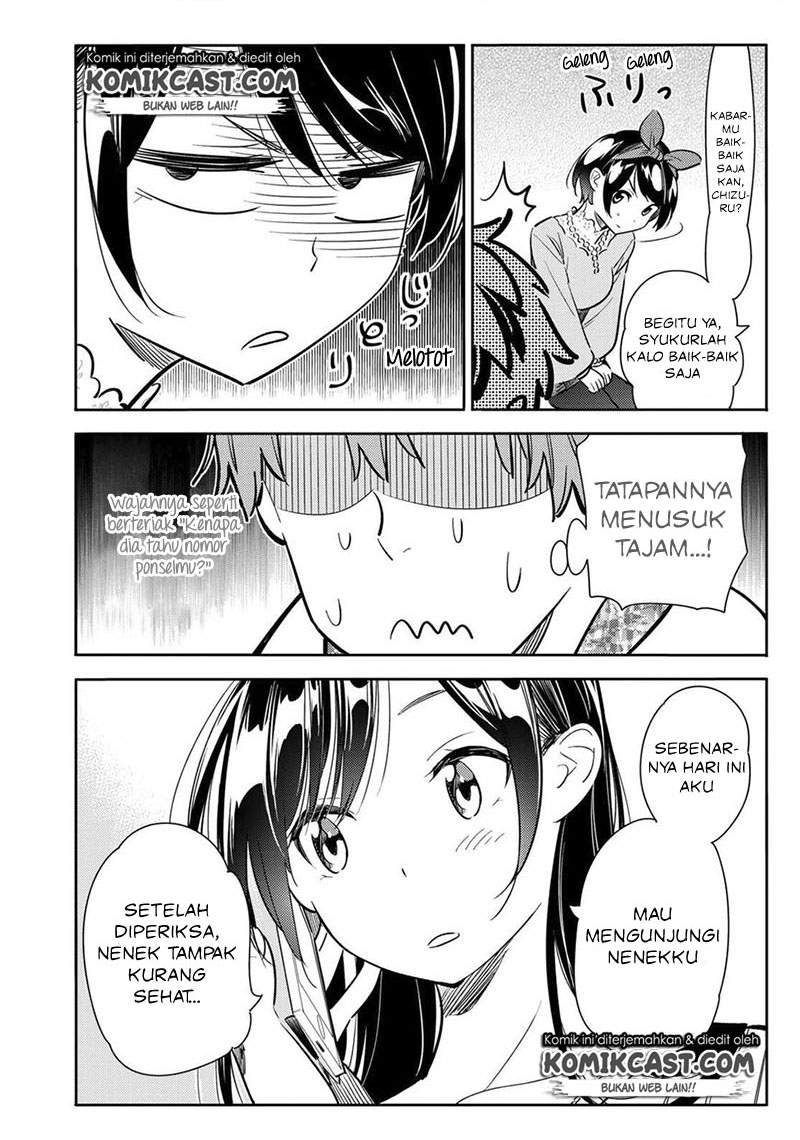 KABAR-
MU
BAIK-
BAIK
SAJA
KAN,
CHIZU-
RU?
Geleng Geleng
ふりっ
BEGITU YA,
SYUKURLAH
KALO BAIK-BAIK
SAJA
Komik ini diterjemahkan & diedit oleh
KOMIKCAST.COM
BUKAN WEB LAIN!!
じっとり
Melotot
TATAPANNYA
MENUSUK
TAJAM...!
Wajahnya seperti
berteriak "Kenapa
dia tahu nomor
ponselmu?"
SEBENAR-
NYA HARI INI
AKU
MAU
MENGUNJUNGI
NENEKKU
SETELAH
DIPERIKSA,
NENEK TAMPAK
KURANG
SEHAT...
Komik ini diterjemahkan & diedit oleh
KOMIKCAST.COM
BUKAN WEB LAIN!!